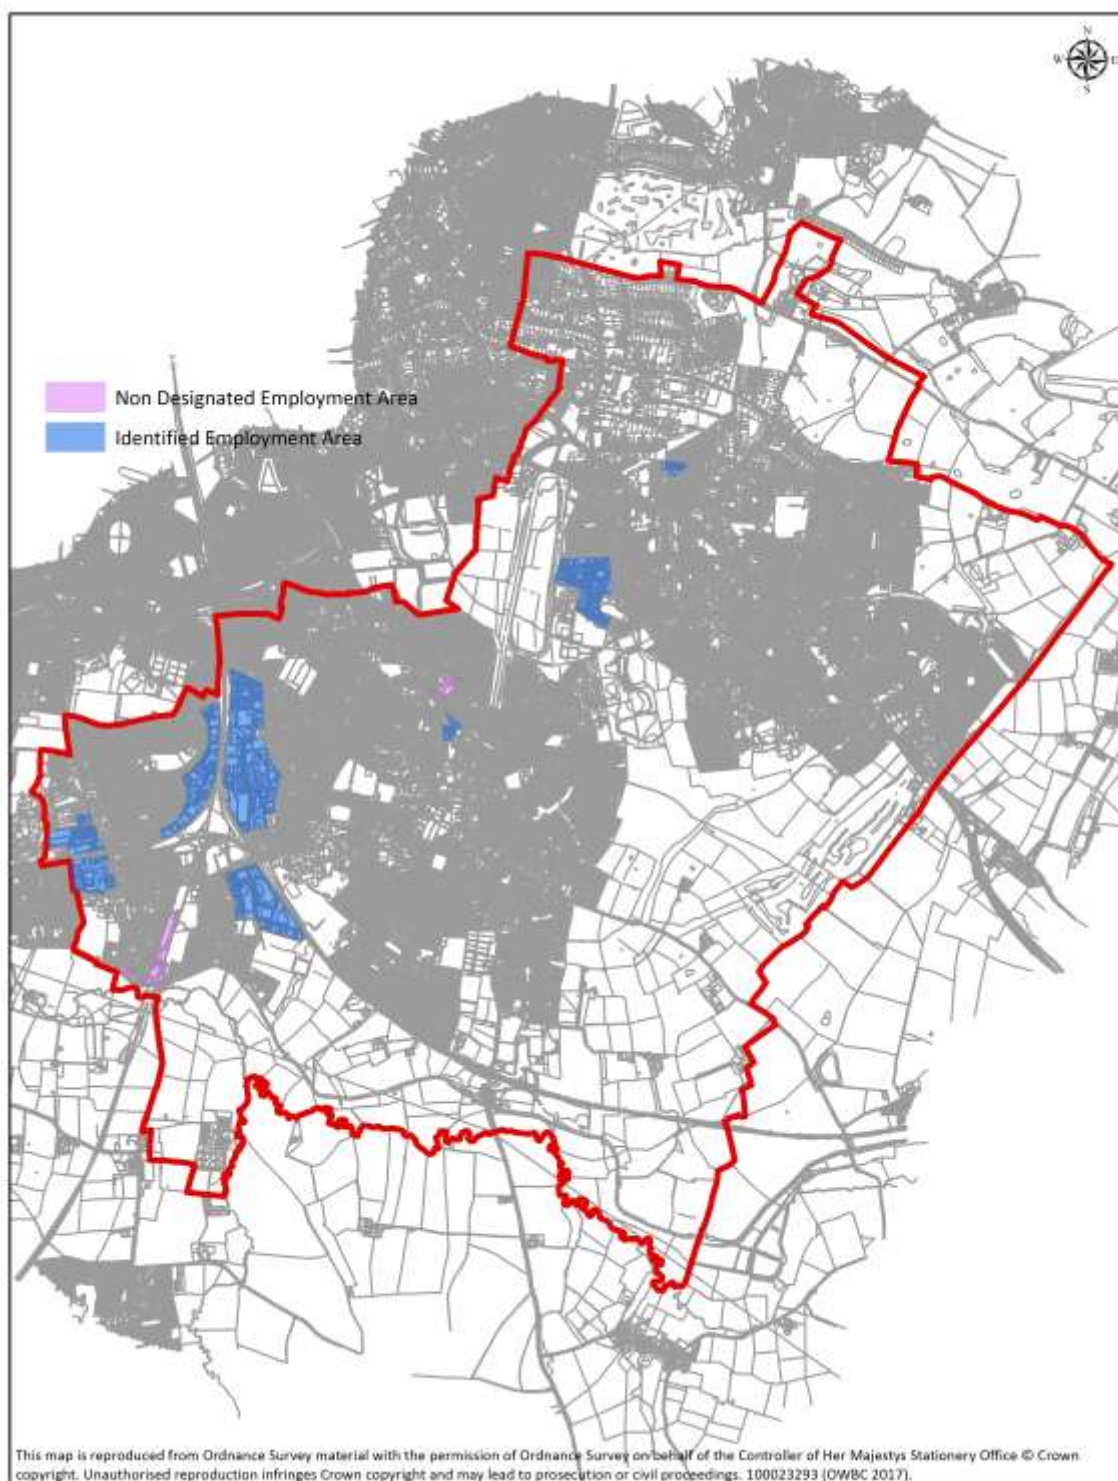 N
W E
S
Non Designated Employment Area
Identified Employment Area
This map is reproduced from Ordnance Survey material with the permission of Ordnance Survey on behalf of the Controller of Her Majestys Stationery Office © Crown
copyright. Unauthorised reproduction infringes Crown copyright and may lead to prosecution or civil proceedings. 100023293 (OWBC 2017).